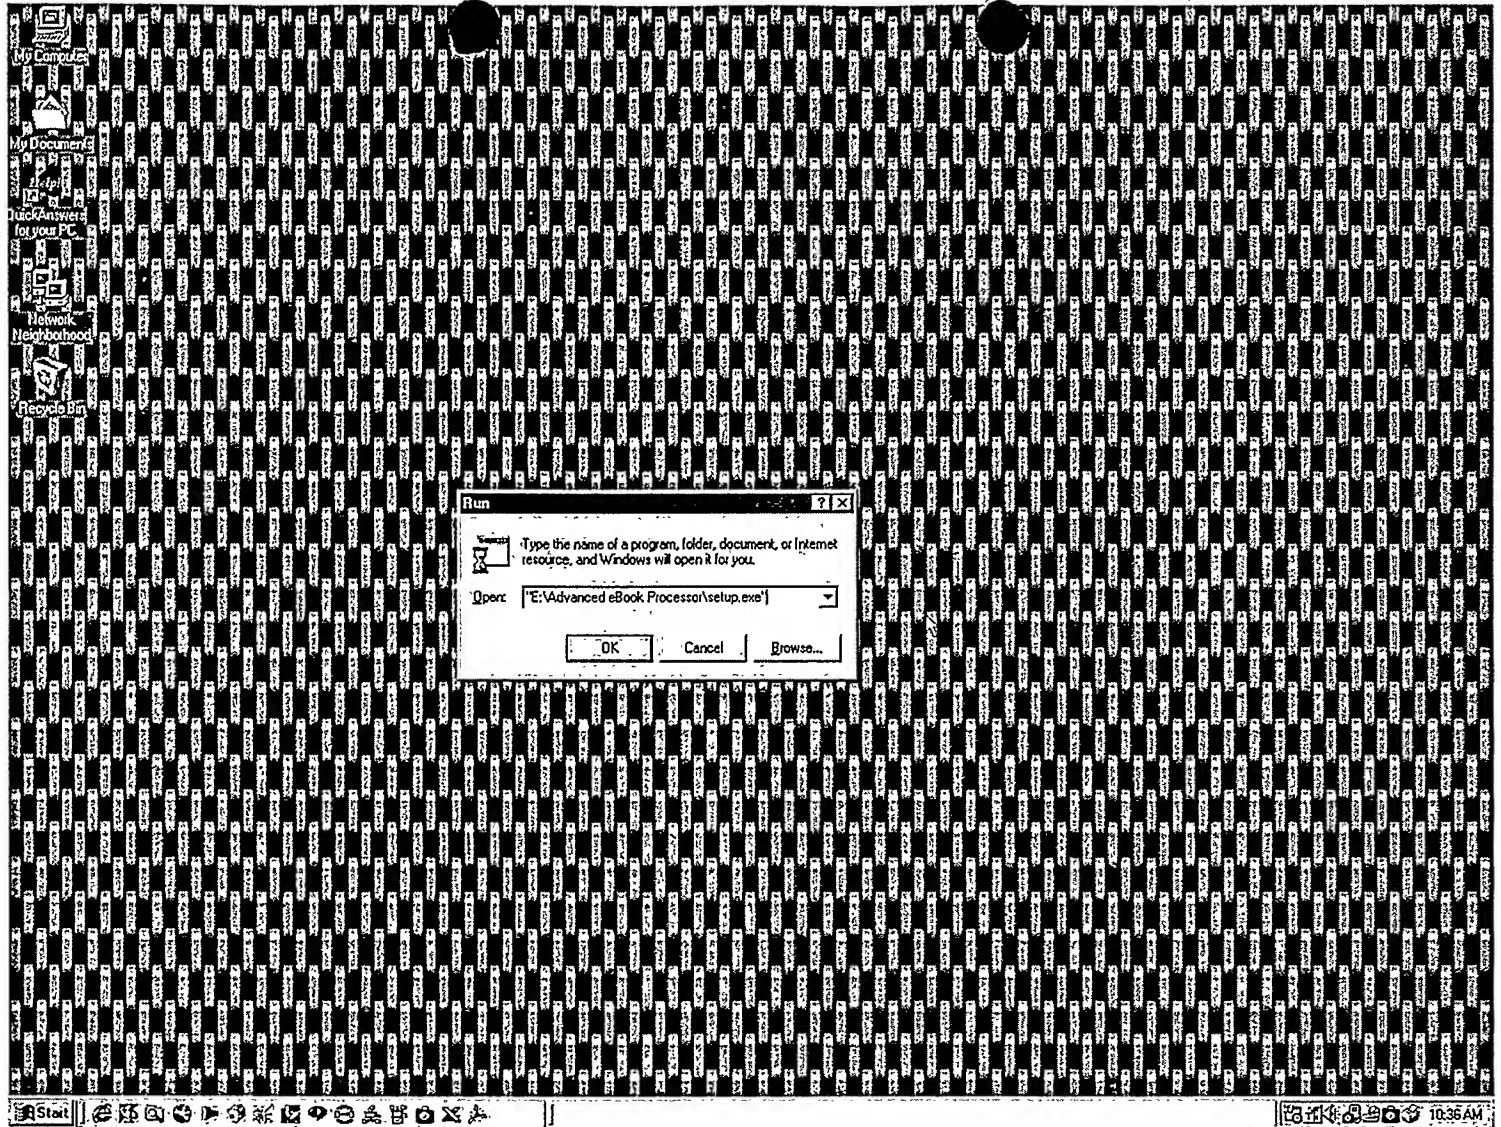 My Computer
My Documents
Help!
QuickAnswers
for your PC
Network
Neighborhood
Recycle Bin
Run
Type the name of a program, folder, document, or Internet
resource, and Windows will open it for you.
Open: "E:\Advanced eBook Processor\setup.exe"
OK Cancel Browse...
Start 10:36 AM